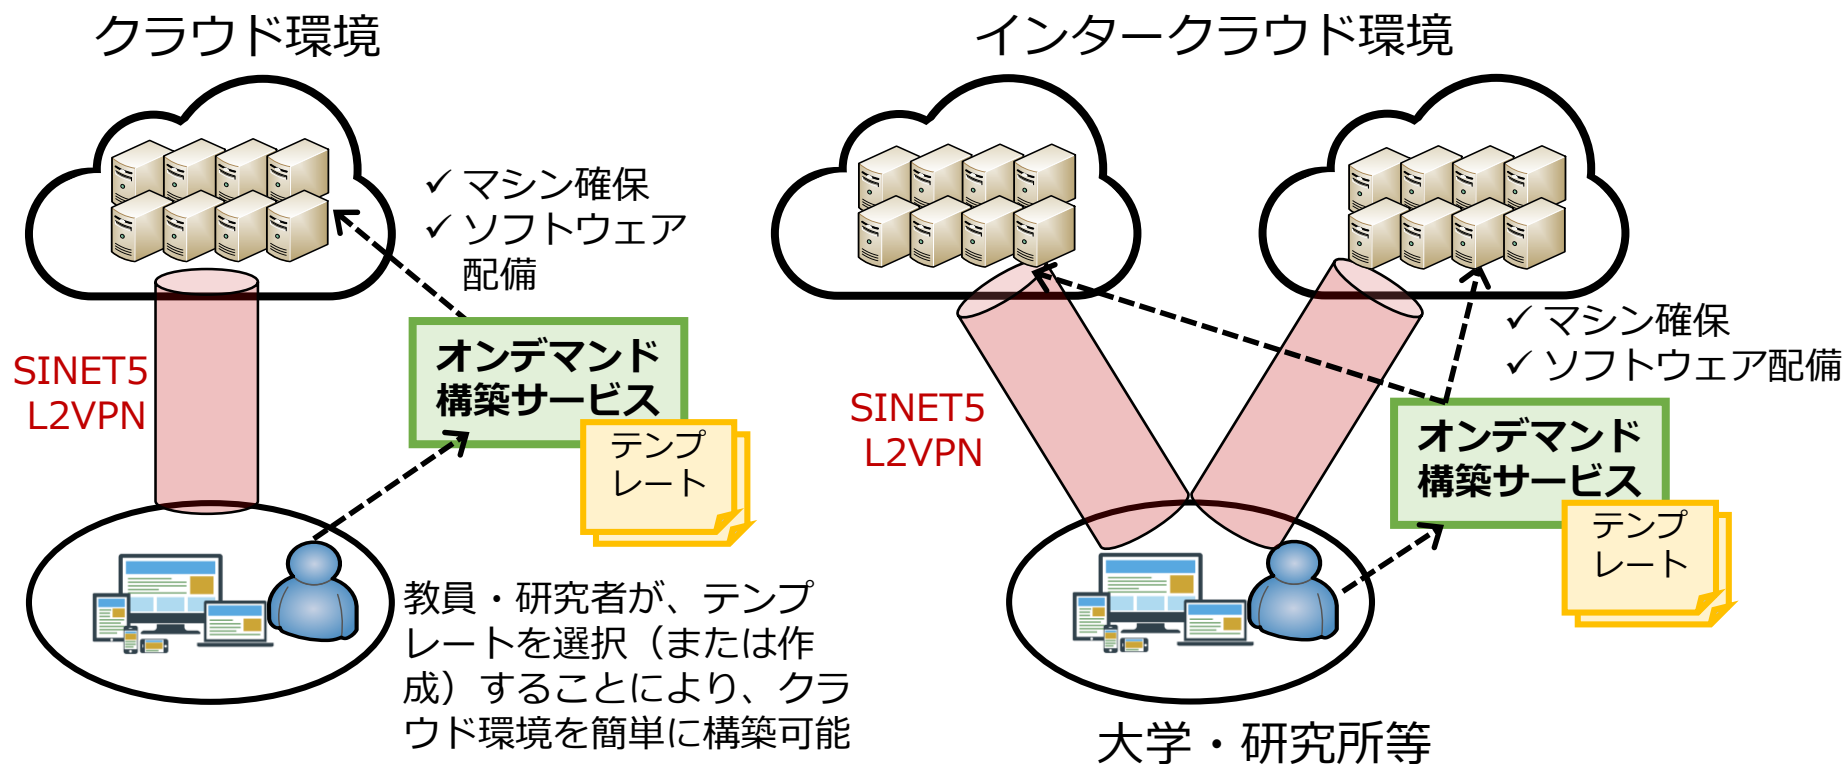 クラウド環境
✓ マシン確保
✓ ソフトウェア
配備
SINET5
L2VPN
オンデマンド
構築サービス
テンプ
レート
教員・研究者が、テンプ
レートを選択（または作
成）することにより、クラ
ウド環境を簡単に構築可能
インタークラウド環境
✓ マシン確保
✓ ソフトウェア配備
SINET5
L2VPN
オンデマンド
構築サービス
テンプ
レート
大学・研究所等